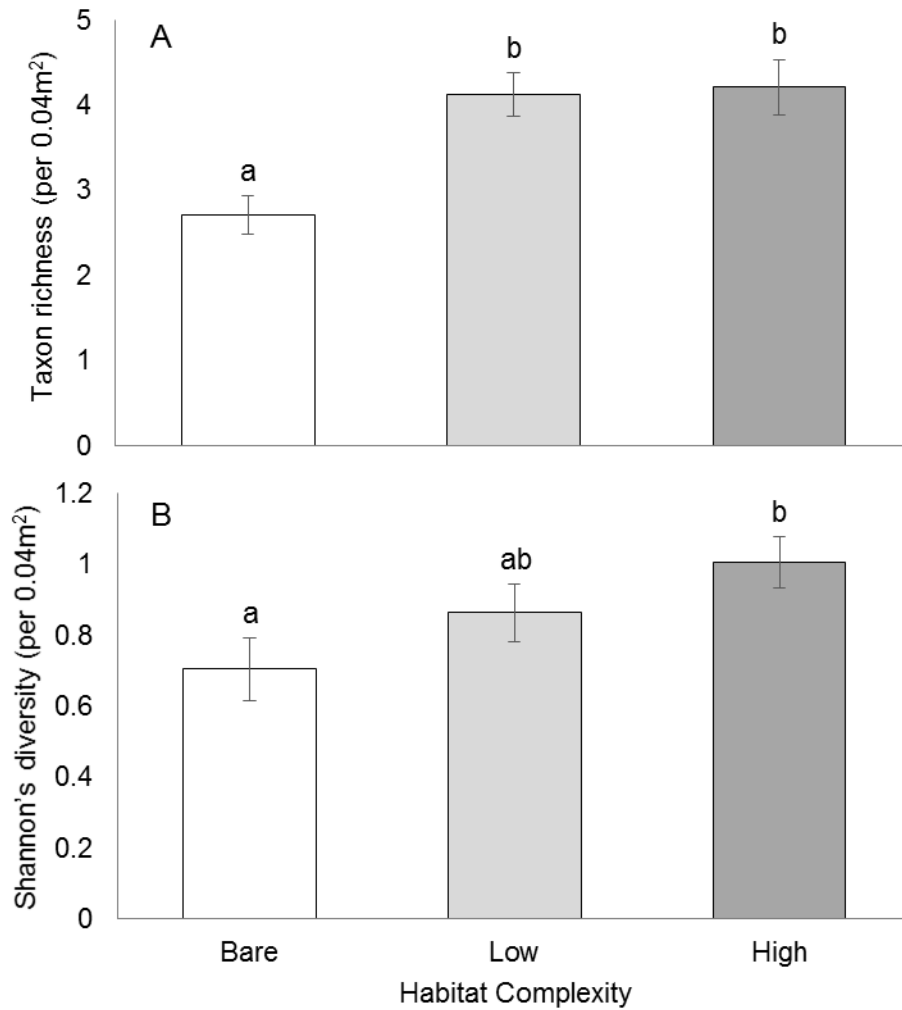 A
Taxon richness (per 0.04m²)
5
4
3
2
1
0
a
b
b
B
Shannon’s diversity (per 0.04m²)
1.2
1
0.8
0.6
0.4
0.2
0
a
ab
b
Bare Low High
Habitat Complexity